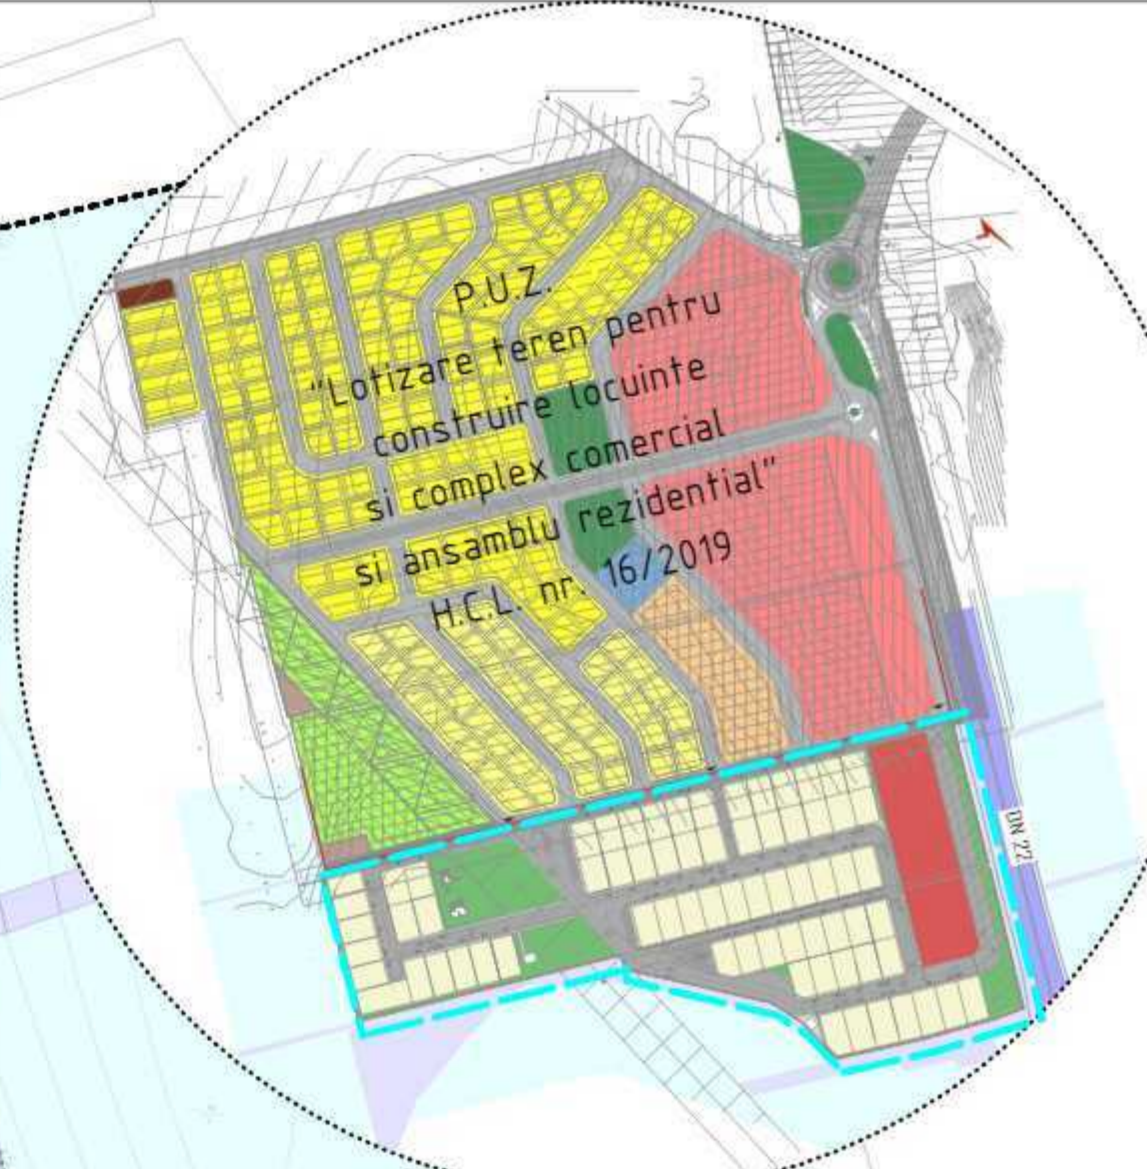 P.U.Z.
"Lotizare teren pentru
construire locuinte
si complex comercial
si ansamblu rezidential"
H.C.L. nr. 16/2019
DN 22